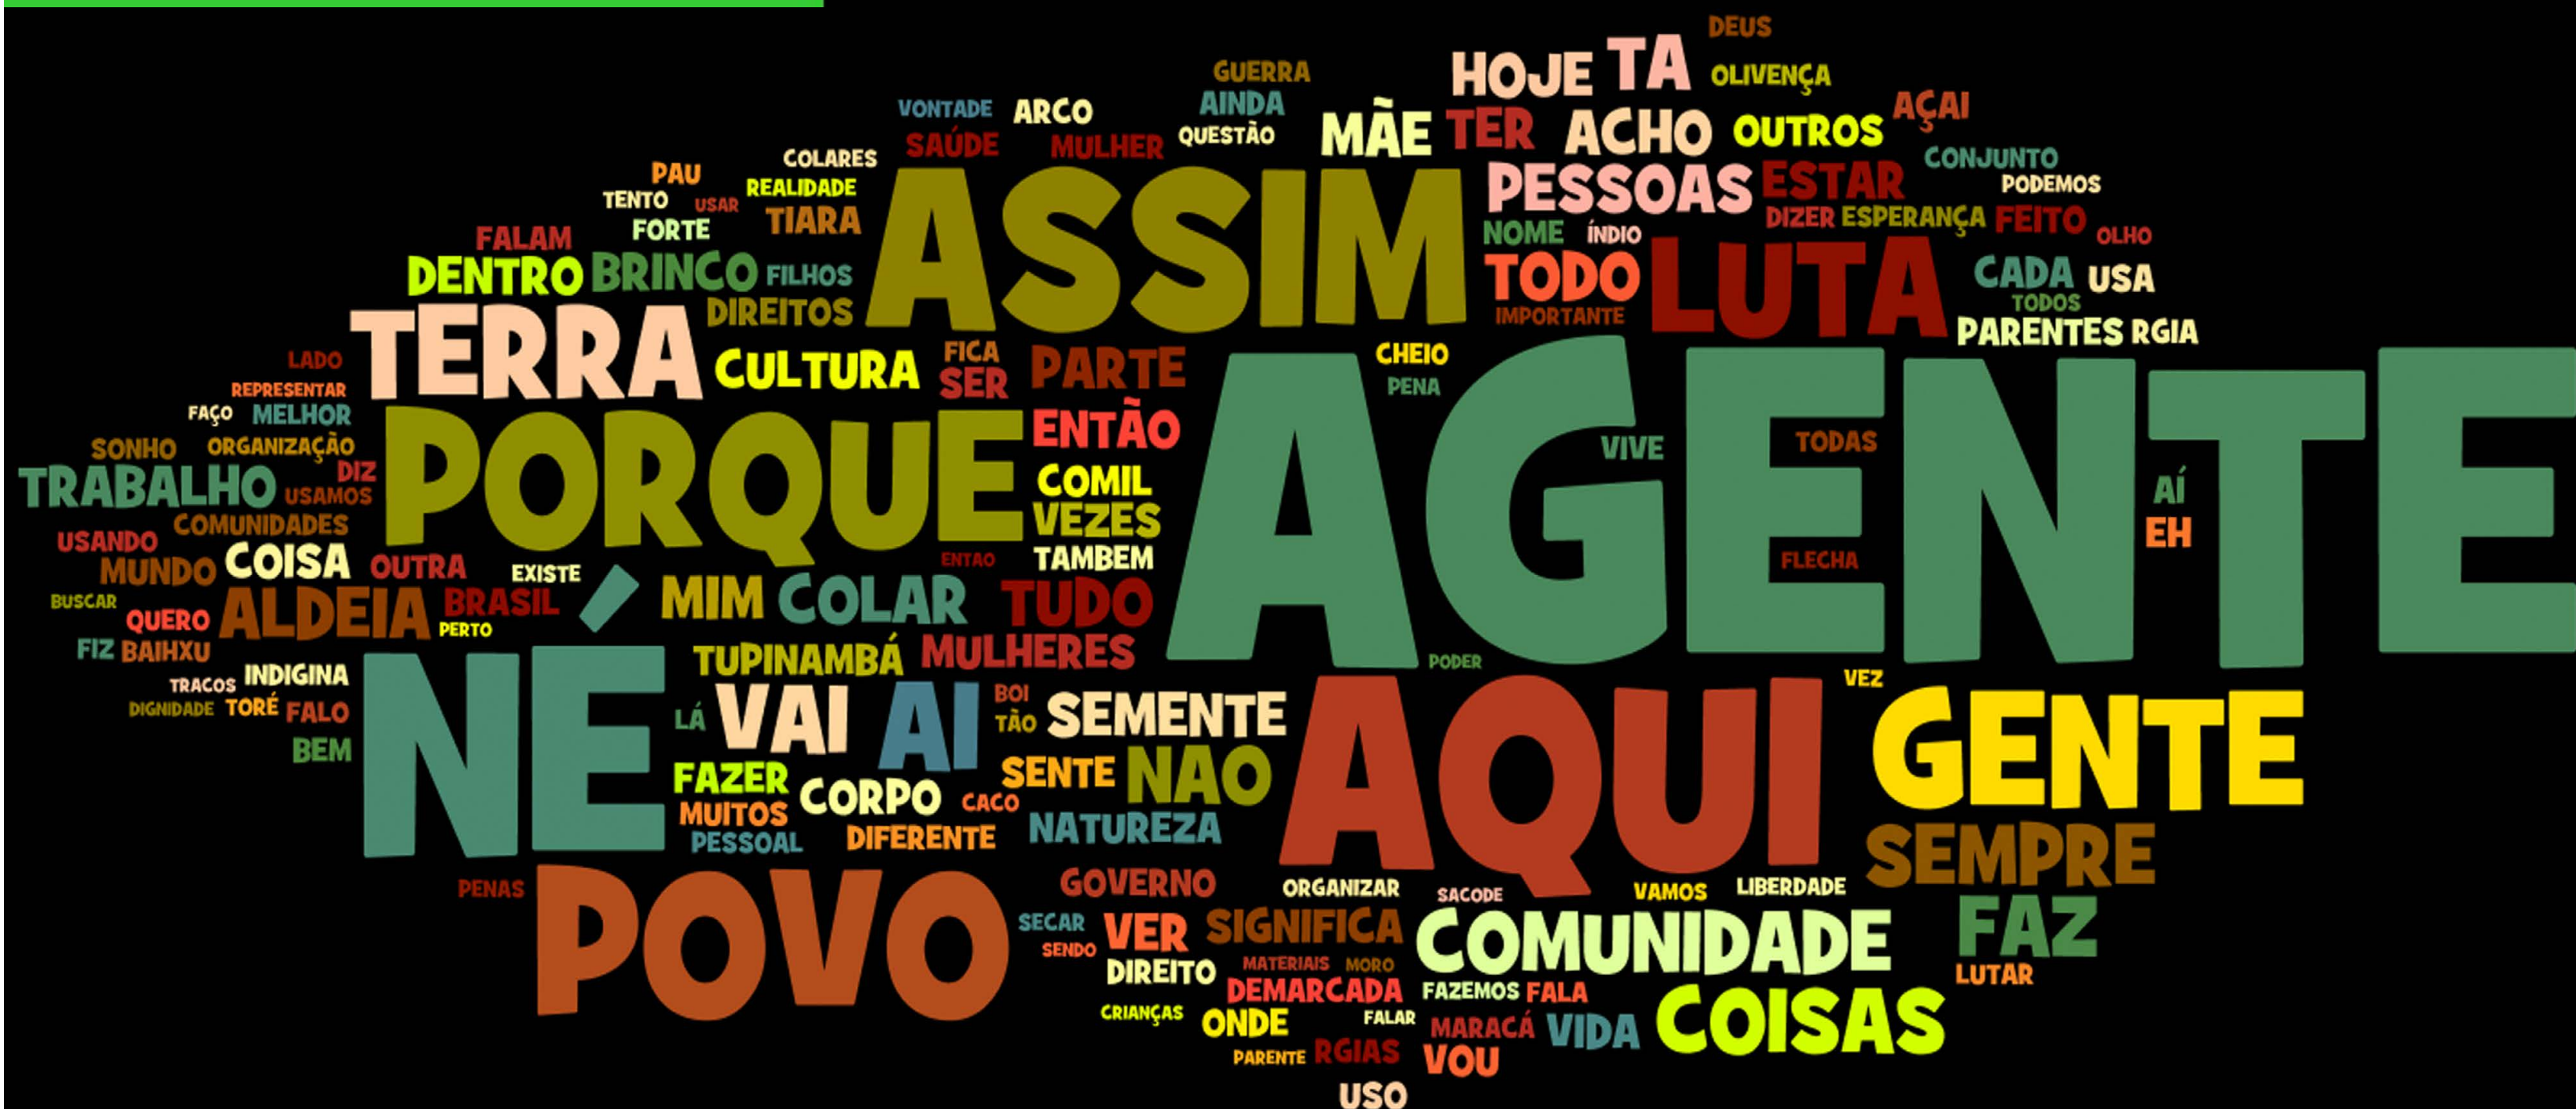 DEUS
GUERRA
HOJE TA
OLIVENÇA
VONTADE ARCO AINDA
AÇAI
SAÚDE MULHER QUESTÃO MÃE TER ACHO OUTROS
COLARES
CONJUNTO
PAU REALIDADE PESSOAS ESTAR PODEMOS
TENTO USAR
FORTE TIARA ASSIM DIZER ESPERANÇA FEITO
FALAM NOME ÍNDIO OLHO
DENTRO BRINCO FILHOS TODO LUTA CADA USA
DIREITOS IMPORTANTE TODOS
TERRA PARENTES RGIA
LADO CULTURA FICA PARTE CHEIO
REPRESENTAR SER PENA
FAÇO MELHOR ENTÃO
SONHO ORGANIZAÇÃO VIVE TODAS
TRABALHO DIZ PORQUE COMIL AGENTE AÍ
USAMOS
COMUNIDADES VEZES EH
USANDO
MUNDO COISA OUTRA EXISTE ENTAO TAMBEM FLECHA
BUSCAR ALDEIA BRASIL MIM COLAR TUDO
QUERO PERTO
FIZ BAIHXU TUPINAMBÁ MULHERES PODER
INDIGINA VEZ
TRACOS
DIGNIDADE TORÉ FALO LÁ VAI AI BOI SEMENTE
TÃO
BEM NÉ AQUI GENTE
FAZER SENTE NAO
MUITOS CORPO CACO
PESSOAL DIFERENTE NATUREZA SEMPRE
PENAS GOVERNO ORGANIZAR SACODE VAMOS LIBERDADE
POVO SECAR VER SIGNIFICA COMUNIDADE FAZ
SENDO
DIREITO MATERIAIS MORO LUTAR
DEMARCADA FAZEMOS FALA
CRIANÇAS ONDE FALAR MARACÁ VIDA COISAS
PARENTE RGIAS VOU
USO